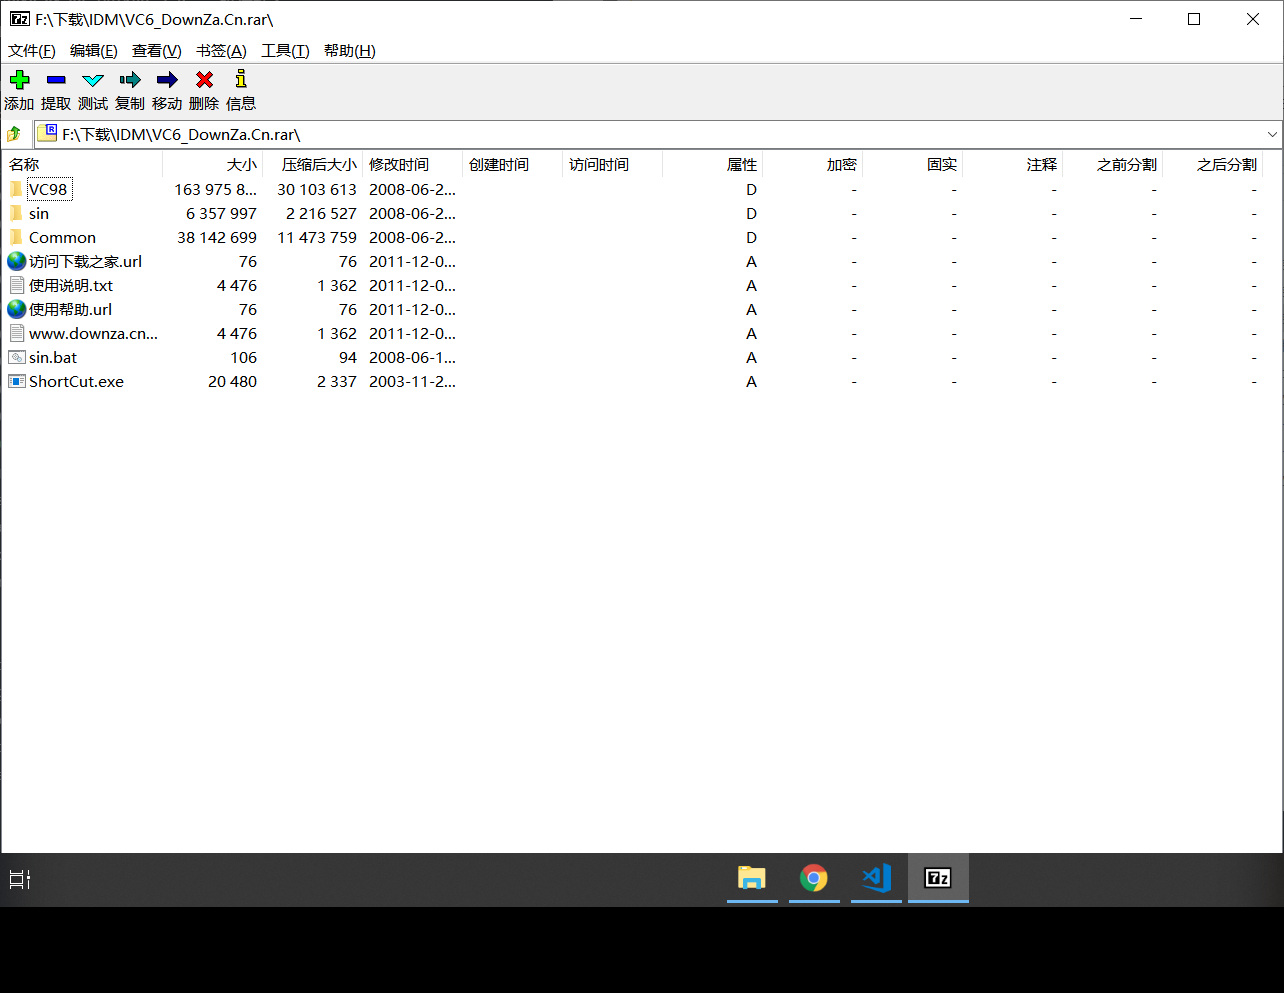 F:\下载\IDM\VC6_DownZa.Cn.rar\
文件(F) 编辑(E) 查看(V) 书签(A) 工具(T) 帮助(H)
添加 提取 测试 复制 移动 删除 信息
F:\下载\IDM\VC6_DownZa.Cn.rar\
名称 大小 压缩后大小 修改时间 创建时间 访问时间 属性 加密 固实 注释 之前分割 之后分割
VC98 163 975 8... 30 103 613 2008-06-2... D - - - - -
sin 6 357 997 2 216 527 2008-06-2... D - - - - -
Common 38 142 699 11 473 759 2008-06-2... D - - - - -
访问下载之家.url 76 76 2011-12-0... A - - - - -
使用说明.txt 4 476 1 362 2011-12-0... A - - - - -
使用帮助.url 76 76 2011-12-0... A - - - - -
www.downza.cn... 4 476 1 362 2011-12-0... A - - - - -
sin.bat 106 94 2008-06-1... A - - - - -
ShortCut.exe 20 480 2 337 2003-11-2... A - - - - -